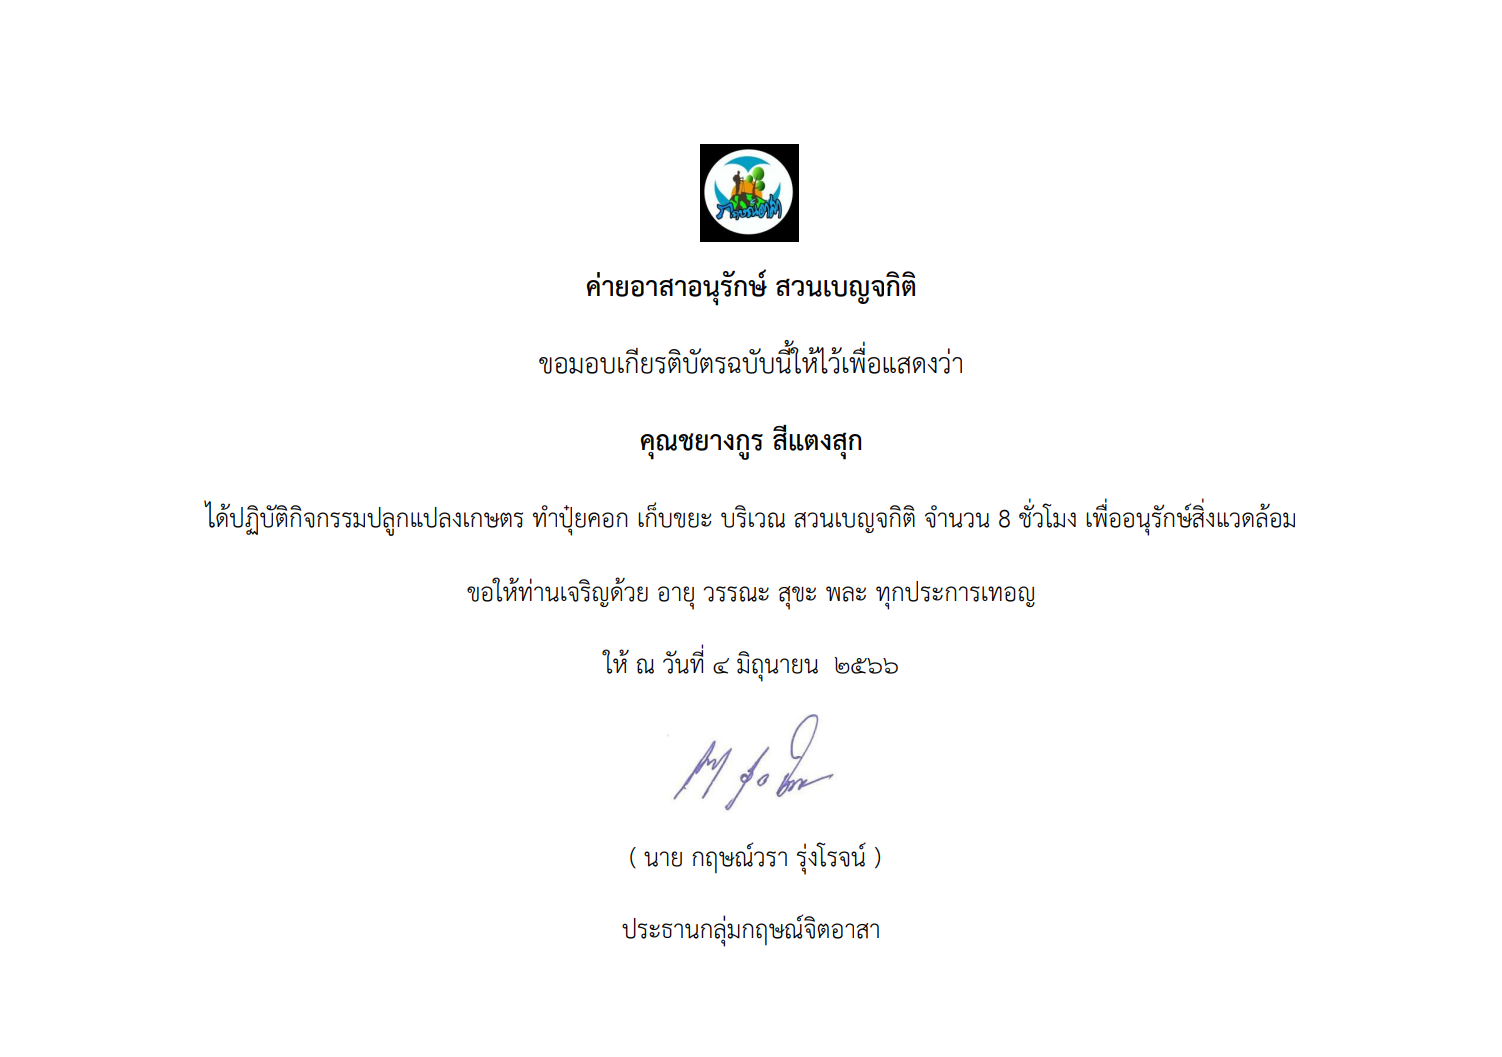 ค่ายอาสาอนุรักษ์ สวนเบญจกิติ
ขอมอบเกียรติบัตรฉบับนี้ให้ไว้เพื่อแสดงว่า
คุณชยางกูร สีแตงสุก
ได้ปฏิบัติกิจกรรมปลูกแปลงเกษตร ทำปุ๋ยคอก เก็บขยะ บริเวณ สวนเบญจกิติ จำนวน 8 ชั่วโมง เพื่ออนุรักษ์สิ่งแวดล้อม
ขอให้ท่านเจริญด้วย อายุ วรรณะ สุขะ พละ ทุกประการเทอญ
ให้ ณ วันที่ ๔ มิถุนายน ๒๕๖๖
( นาย กฤษณ์วรา รุ่งโรจน์ )
ประธานกลุ่มกฤษณ์จิตอาสา